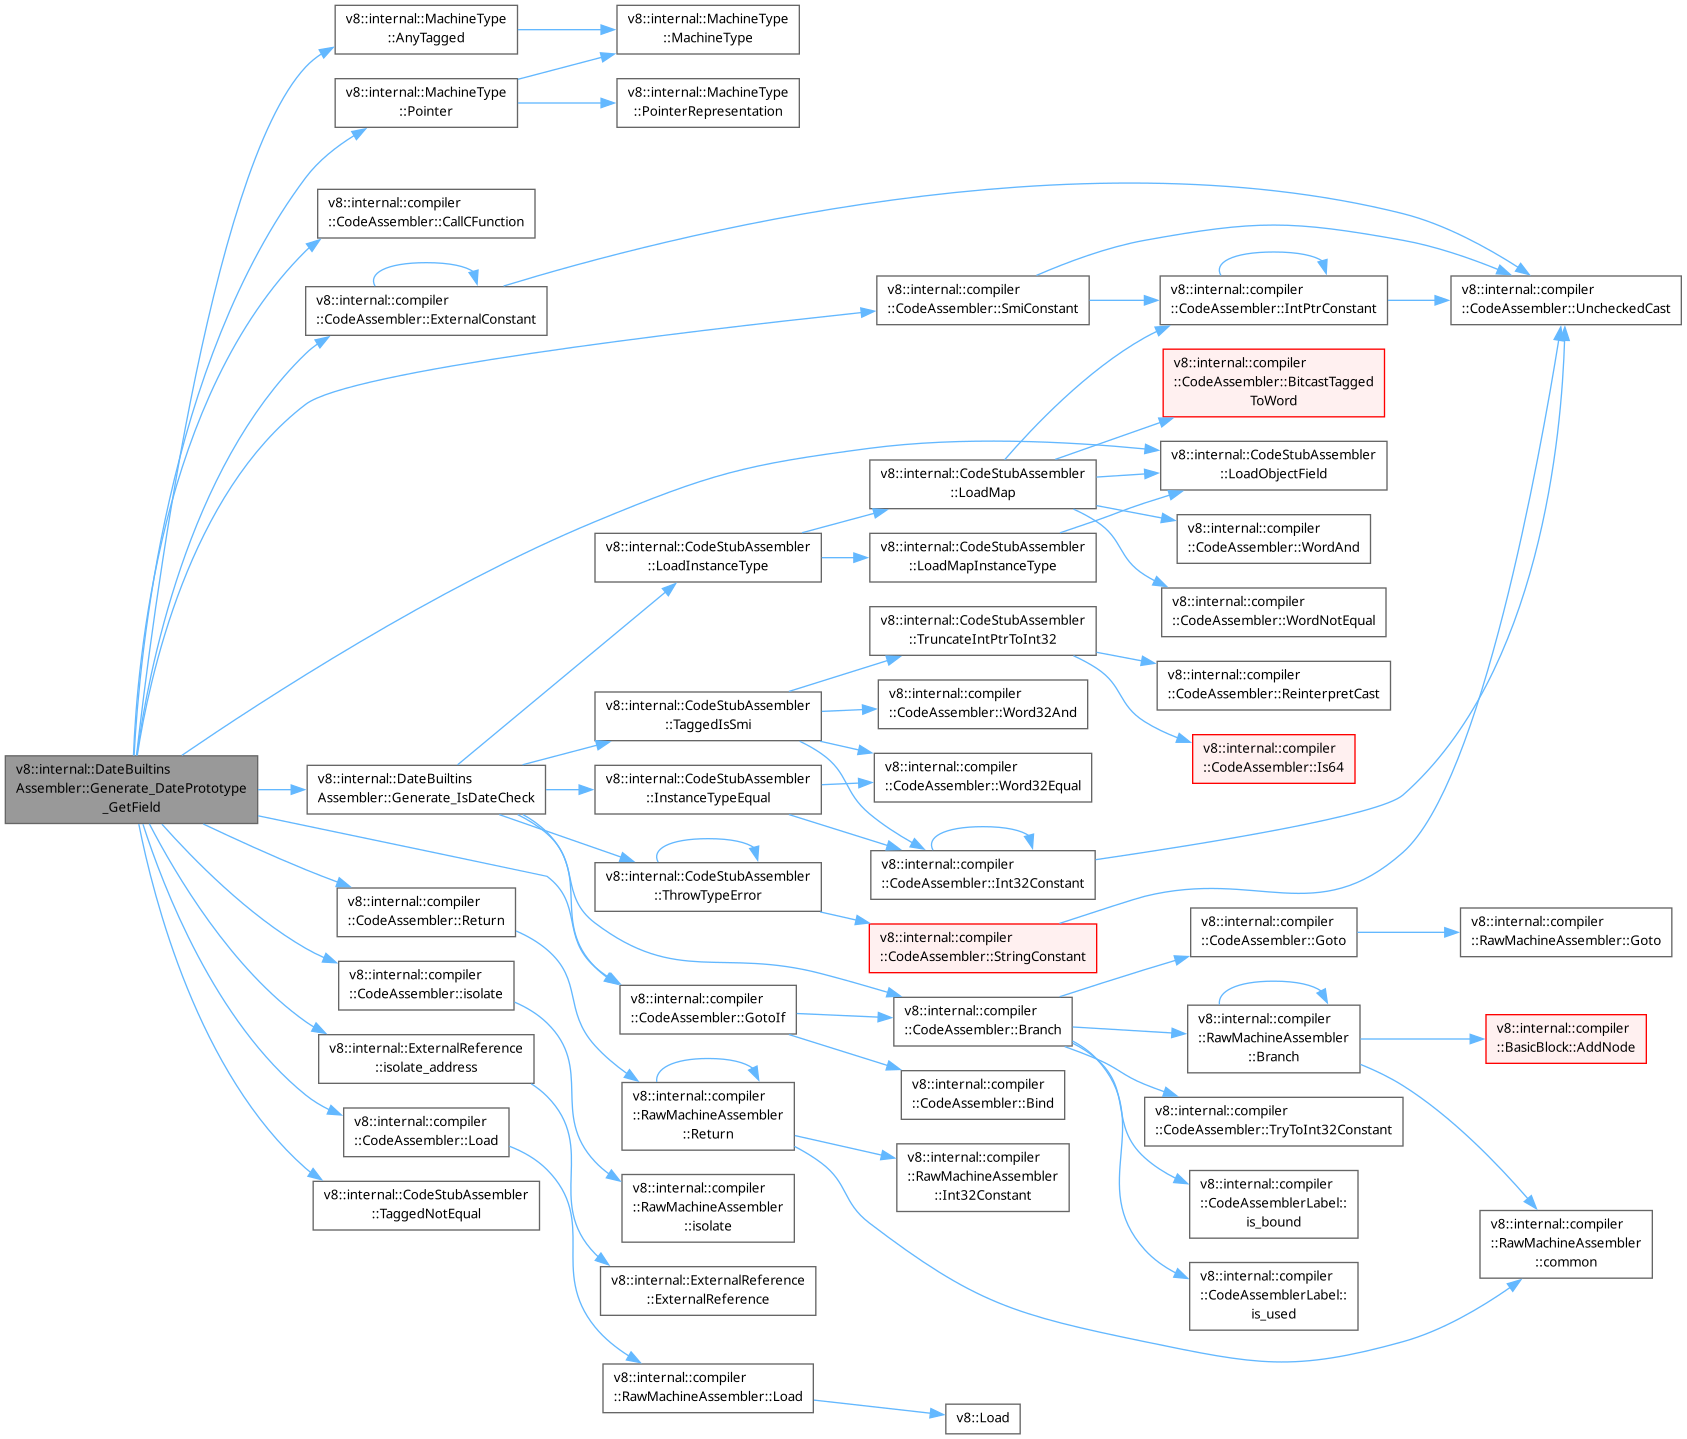 v8::internal::MachineType
::AnyTagged
v8::internal::MachineType
::MachineType
v8::internal::MachineType
::Pointer
v8::internal::MachineType
::PointerRepresentation
v8::internal::compiler
::CodeAssembler::CallCFunction
v8::internal::compiler
::CodeAssembler::ExternalConstant
v8::internal::compiler
::CodeAssembler::SmiConstant
v8::internal::compiler
::CodeAssembler::IntPtrConstant
v8::internal::compiler
::CodeAssembler::UncheckedCast
v8::internal::compiler
::CodeAssembler::BitcastTagged
ToWord
v8::internal::CodeStubAssembler
::LoadMap
v8::internal::CodeStubAssembler
::LoadObjectField
v8::internal::compiler
::CodeAssembler::WordAnd
v8::internal::CodeStubAssembler
::LoadInstanceType
v8::internal::CodeStubAssembler
::LoadMapInstanceType
v8::internal::compiler
::CodeAssembler::WordNotEqual
v8::internal::CodeStubAssembler
::TruncateIntPtrToInt32
v8::internal::compiler
::CodeAssembler::ReinterpretCast
v8::internal::CodeStubAssembler
::TaggedIsSmi
v8::internal::compiler
::CodeAssembler::Word32And
v8::internal::compiler
::CodeAssembler::Is64
v8::internal::DateBuiltins
Assembler::Generate_DatePrototype
_GetField
v8::internal::DateBuiltins
Assembler::Generate_IsDateCheck
v8::internal::CodeStubAssembler
::InstanceTypeEqual
v8::internal::compiler
::CodeAssembler::Word32Equal
v8::internal::CodeStubAssembler
::ThrowTypeError
v8::internal::compiler
::CodeAssembler::Int32Constant
v8::internal::compiler
::CodeAssembler::Return
v8::internal::compiler
::CodeAssembler::StringConstant
v8::internal::compiler
::CodeAssembler::Goto
v8::internal::compiler
::RawMachineAssembler::Goto
v8::internal::compiler
::CodeAssembler::isolate
v8::internal::compiler
::CodeAssembler::GotoIf
v8::internal::compiler
::CodeAssembler::Branch
v8::internal::compiler
::RawMachineAssembler
::Branch
v8::internal::compiler
::BasicBlock::AddNode
v8::internal::ExternalReference
::isolate_address
v8::internal::compiler
::RawMachineAssembler
::Return
v8::internal::compiler
::CodeAssembler::Bind
v8::internal::compiler
::CodeAssembler::TryToInt32Constant
v8::internal::compiler
::CodeAssembler::Load
v8::internal::compiler
::RawMachineAssembler
::Int32Constant
v8::internal::CodeStubAssembler
::TaggedNotEqual
v8::internal::compiler
::RawMachineAssembler
::isolate
v8::internal::compiler
::CodeAssemblerLabel::
is_bound
v8::internal::compiler
::RawMachineAssembler
::common
v8::internal::ExternalReference
::ExternalReference
v8::internal::compiler
::CodeAssemblerLabel::
is_used
v8::internal::compiler
::RawMachineAssembler::Load
v8::Load